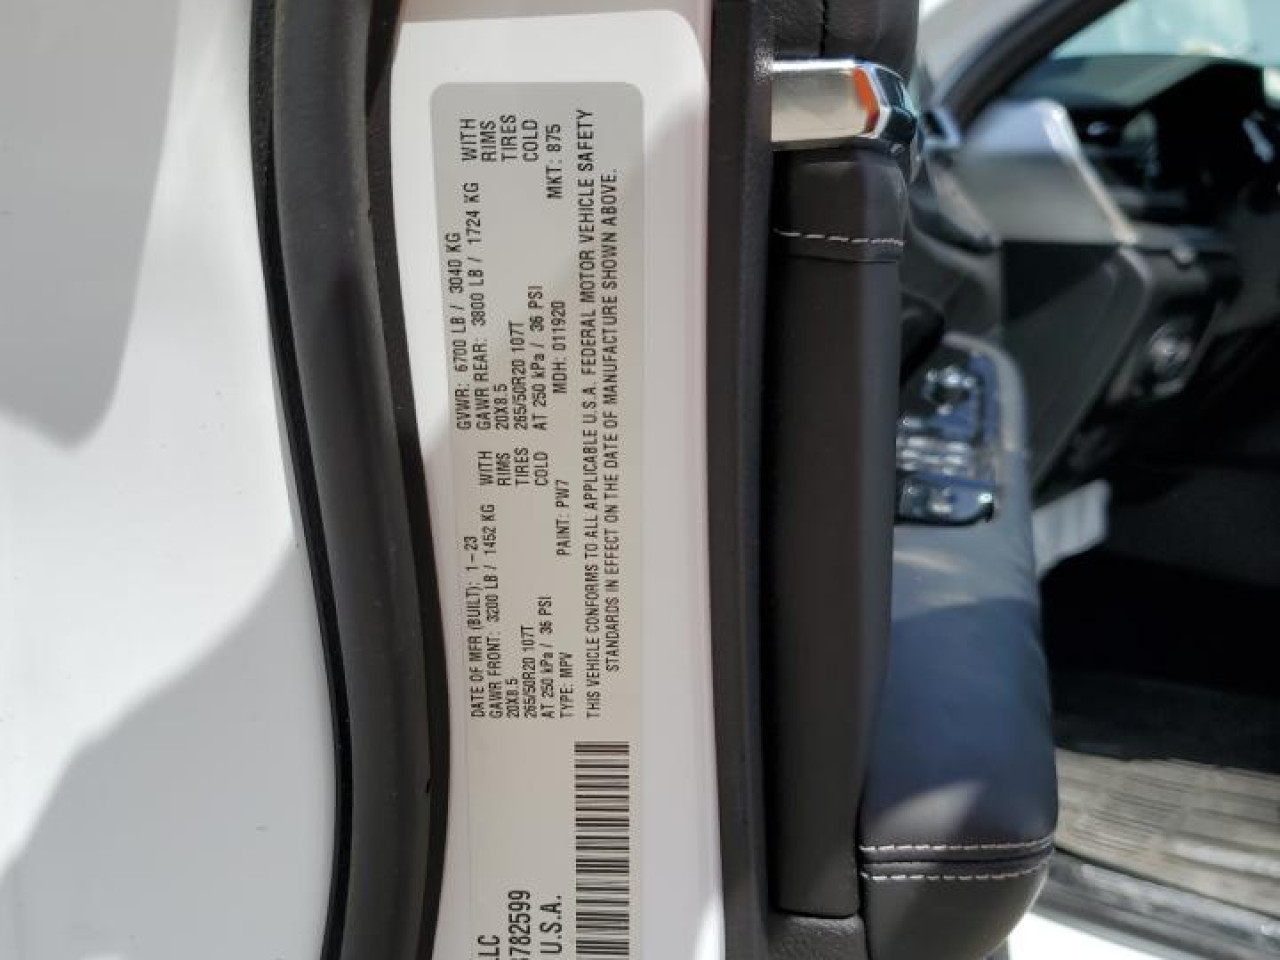 LLC
782599
U.S.A.
DATE OF MFR (BUILT): 1-23 GVWR: 6700 LB / 3040 KG
GAWR FRONT: 3200 LB / 1452 KG WITH GAWR REAR: 3800 LB / 1724 KG WITH
20X8.5 RIMS 20X8.5 RIMS
265/50R20 107T TIRES 265/50R20 107T TIRES
AT 250 kPa / 36 PSI COLD AT 250 kPa / 36 PSI COLD
TYPE: MPV PAINT: PW7 MDH: 011920 MKT: 875
THIS VEHICLE CONFORMS TO ALL APPLICABLE U.S.A. FEDERAL MOTOR VEHICLE SAFETY
STANDARDS IN EFFECT ON THE DATE OF MANUFACTURE SHOWN ABOVE.